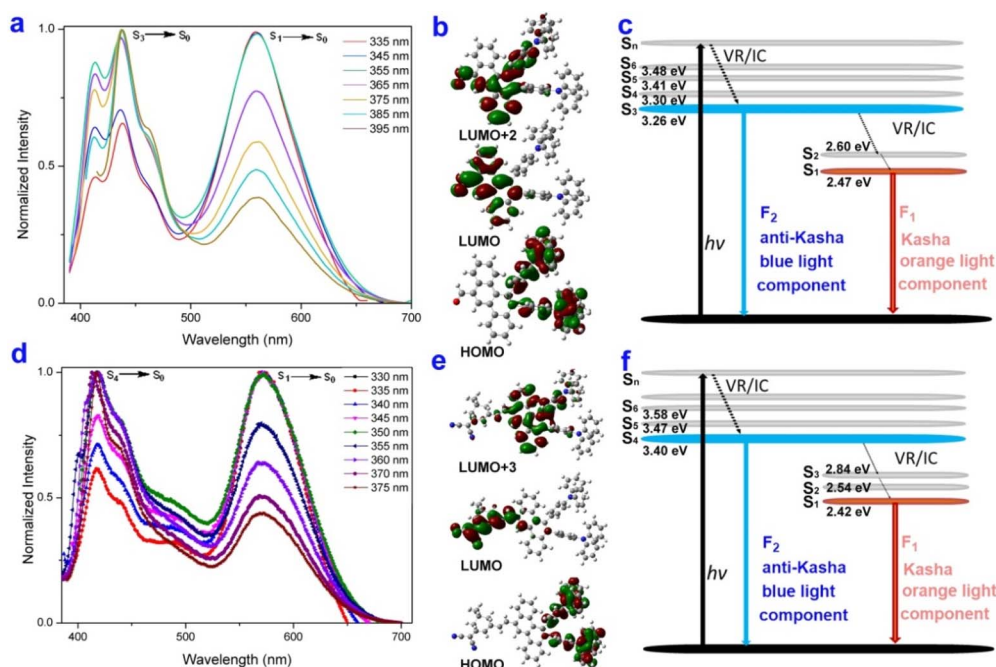 a
S3 S0
S1 S0
335 nm
345 nm
355 nm
365 nm
375 nm
385 nm
395 nm
1.0
0.5
0.0
Normalized Intensity
400
500
600
700
Wavelength (nm)
b
LUMO+2
LUMO
HOMO
c
Sn
VR/IC
S6
3.48 eV
S5
3.41 eV
S4
3.30 eV
S3
3.26 eV
VR/IC
2.60 eV
S2
S1
2.47 eV
hν
F2
anti-Kasha
blue light
component
F1
Kasha
orange light
component
d
S4 S0
S1 S0
330 nm
335 nm
340 nm
345 nm
350 nm
355 nm
360 nm
370 nm
375 nm
1.0
0.5
0.0
Normalized Intensity
400
500
600
700
Wavelength (nm)
e
LUMO+3
LUMO
HOMO
f
Sn
VR/IC
S6
3.58 eV
S5
3.47 eV
S4
3.40 eV
VR/IC
S3
2.84 eV
S2
2.54 eV
S1
2.42 eV
hν
F2
anti-Kasha
blue light
component
F1
Kasha
orange light
component